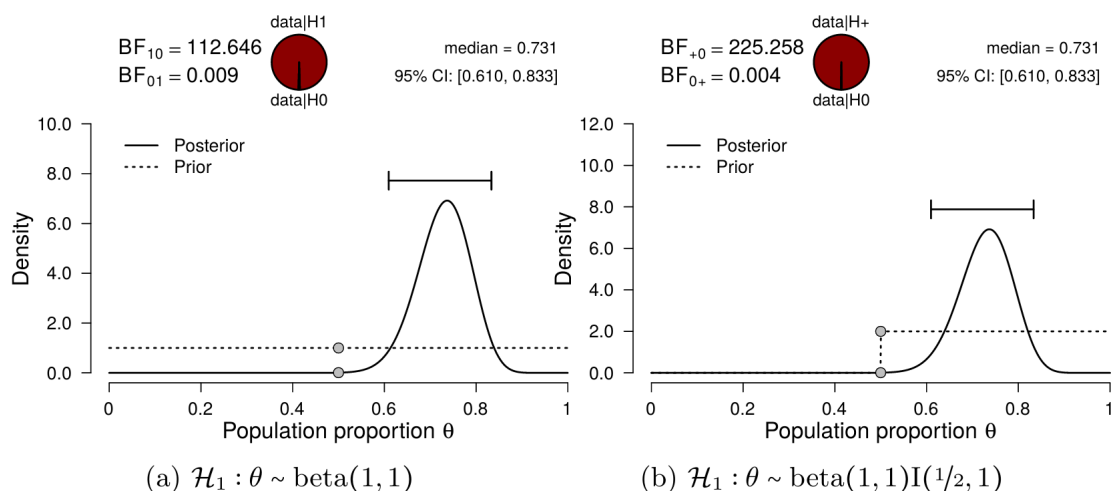 data|H1
BF₁₀ = 112.646
BF₀₁ = 0.009
median = 0.731
95% CI: [0.610, 0.833]
data|H0
10.0
8.0
6.0
4.0
2.0
0.0
Density
Posterior
Prior
0 0.2 0.4 0.6 0.8 1
Population proportion θ
(a) ℋ₁ : θ ~ beta(1, 1)
data|H+
BF₊₀ = 225.258
BF₀₊ = 0.004
median = 0.731
95% CI: [0.610, 0.833]
data|H0
12.0
10.0
8.0
6.0
4.0
2.0
0.0
Density
Posterior
Prior
0 0.2 0.4 0.6 0.8 1
Population proportion θ
(b) ℋ₁ : θ ~ beta(1, 1)I(1/2, 1)